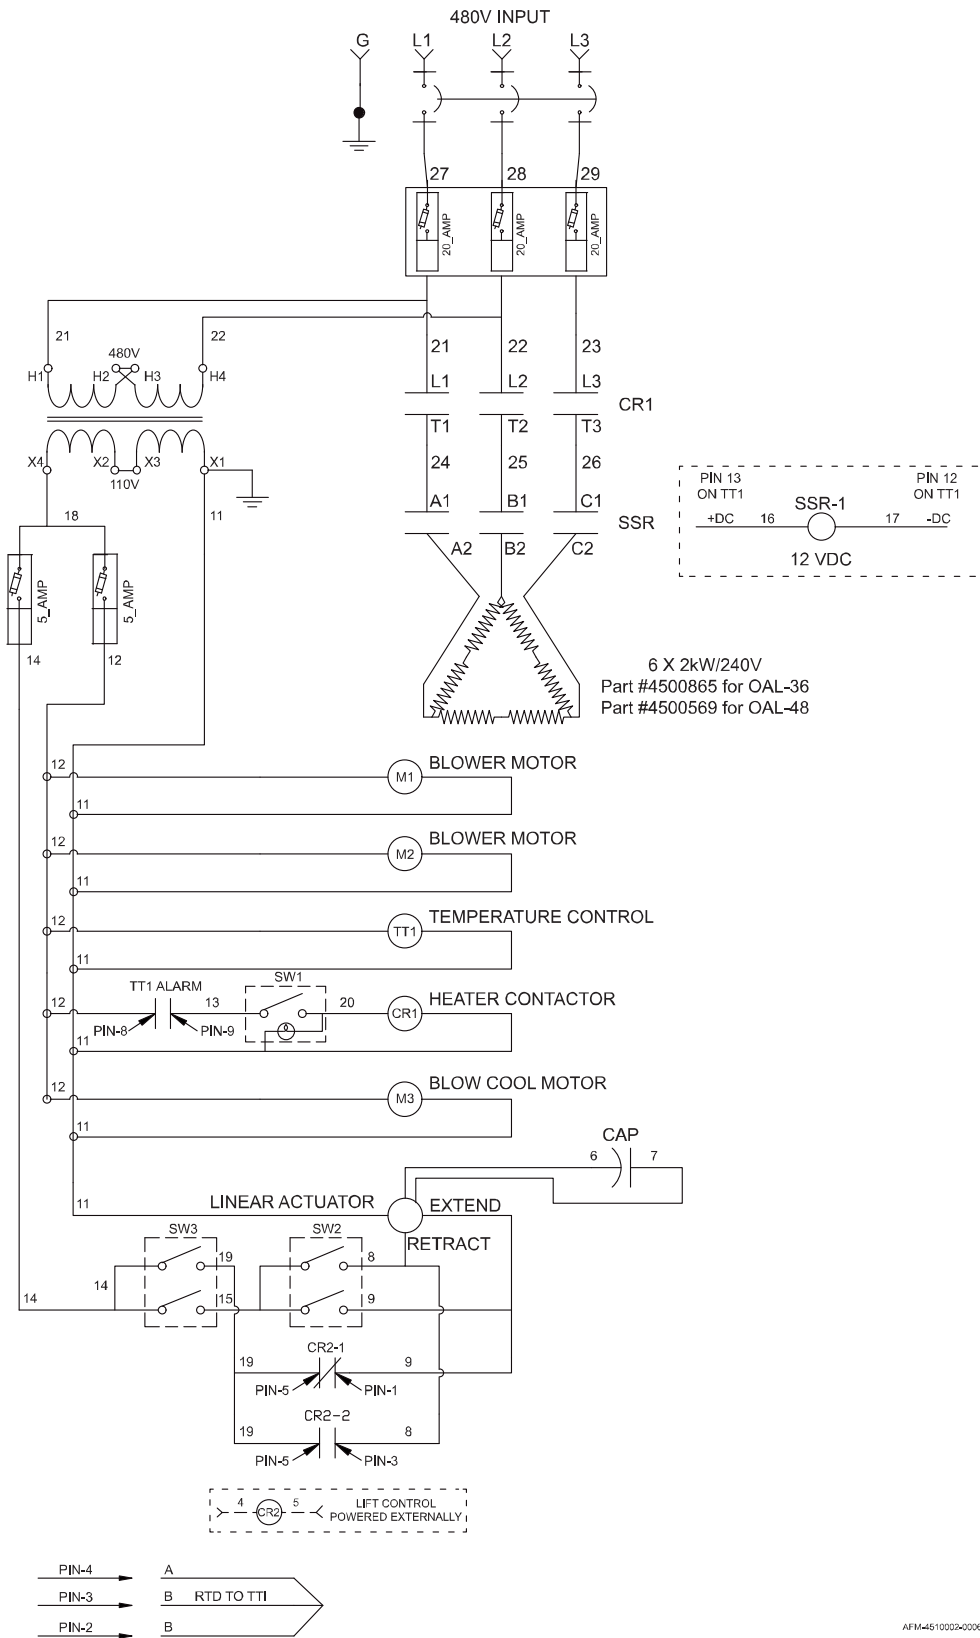 480V INPUT
G L1 L2 L3
27 28 29
20_AMP 20_AMP 20_AMP
21 22
21 22 23
480V
H1 H2 H3 H4
L1 L2 L3
CR1
T1 T2 T3
X4 X2 X3 X1
110V
24 25 26
18 11
A1 B1 C1
SSR
A2 B2 C2
PIN 13
ON TT1
PIN 12
ON TT1
SSR-1
+DC 16 17 -DC
12 VDC
5_AMP 5_AMP
14 12
6 X 2kW/240V
Part #4500865 for OAL-36
Part #4500569 for OAL-48
12 M1 BLOWER MOTOR
11
12 M2 BLOWER MOTOR
11
12 TT1 TEMPERATURE CONTROL
11
TT1 ALARM SW1
12 13 20 CR1 HEATER CONTACTOR
PIN-8 PIN-9
11
12 M3 BLOW COOL MOTOR
11
CAP
6 7
11 LINEAR ACTUATOR EXTEND
RETRACT
SW3 SW2
19 8
14
14 15 9
CR2-1
19 9
PIN-5 PIN-1
CR2-2
19 8
PIN-5 PIN-3
4 CR2 5 LIFT CONTROL
POWERED EXTERNALLY
PIN-4 A
PIN-3 B RTD TO TTI
PIN-2 B
AFM-4510002-0006